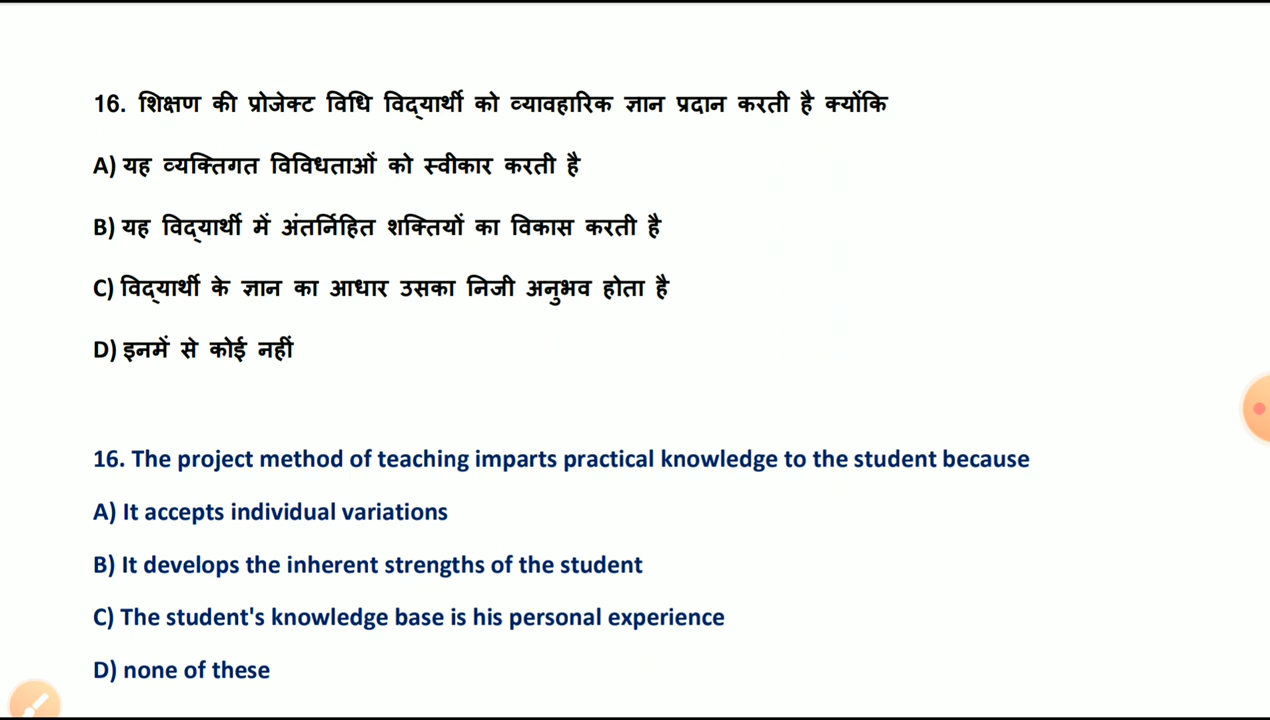 16. शिक्षण की प्रोजेक्ट विधि विद्यार्थी को व्यावहारिक ज्ञान प्रदान करती है क्योंकि
A) यह व्यक्तिगत विविधताओं को स्वीकार करती है
B) यह विद्यार्थी में अंतर्निहित शक्तियों का विकास करती है
C) विद्यार्थी के ज्ञान का आधार उसका निजी अनुभव होता है
D) इनमें से कोई नहीं
16. The project method of teaching imparts practical knowledge to the student because
A) It accepts individual variations
B) It develops the inherent strengths of the student
C) The student's knowledge base is his personal experience
D) none of these